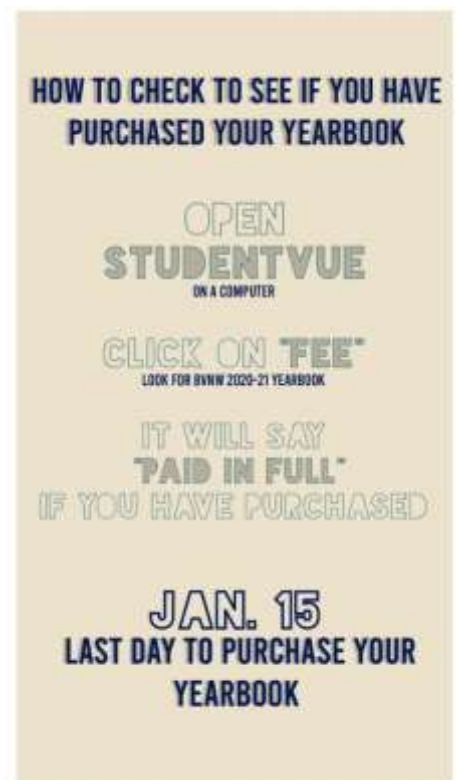 HOW TO CHECK TO SEE IF YOU HAVE
PURCHASED YOUR YEARBOOK
OPEN
STUDENTVUE
ON A COMPUTER
CLICK ON "FEE"
LOOK FOR BVNW 2020-21 YEARBOOK
IT WILL SAY
"PAID IN FULL"
IF YOU HAVE PURCHASED
JAN. 15
LAST DAY TO PURCHASE YOUR
YEARBOOK